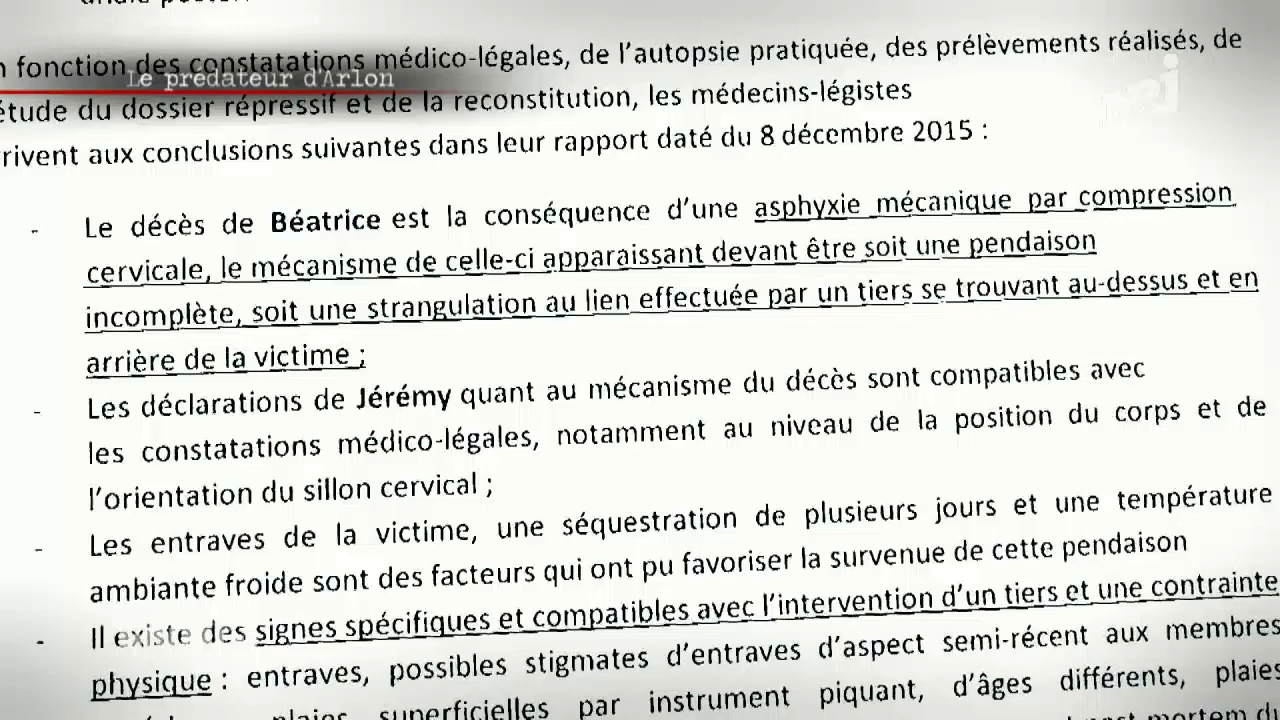 n fonction des constatations médico-légales, de l'autopsie pratiquée, des prélèvements réalisés, de
Le prédateur d'Arlon
NRJ
étude du dossier répressif et de la reconstitution, les médecins-légistes
rivent aux conclusions suivantes dans leur rapport daté du 8 décembre 2015 :
- Le décès de Béatrice est la conséquence d'une asphyxie mécanique par compression
cervicale, le mécanisme de celle-ci apparaissant devant être soit une pendaison
incomplète, soit une strangulation au lien effectuée par un tiers se trouvant au-dessus et en
arrière de la victime ;
- Les déclarations de Jérémy quant au mécanisme du décès sont compatibles avec
les constatations médico-légales, notamment au niveau de la position du corps et de
l'orientation du sillon cervical ;
- Les entraves de la victime, une séquestration de plusieurs jours et une température
ambiante froide sont des facteurs qui ont pu favoriser la survenue de cette pendaison
- Il existe des signes spécifiques et compatibles avec l'intervention d'un tiers et une contrainte
physique : entraves, possibles stigmates d'entraves d'aspect semi-récent aux membres
plaies superficielles par instrument piquant, d'âges différents, plaies
mortem du